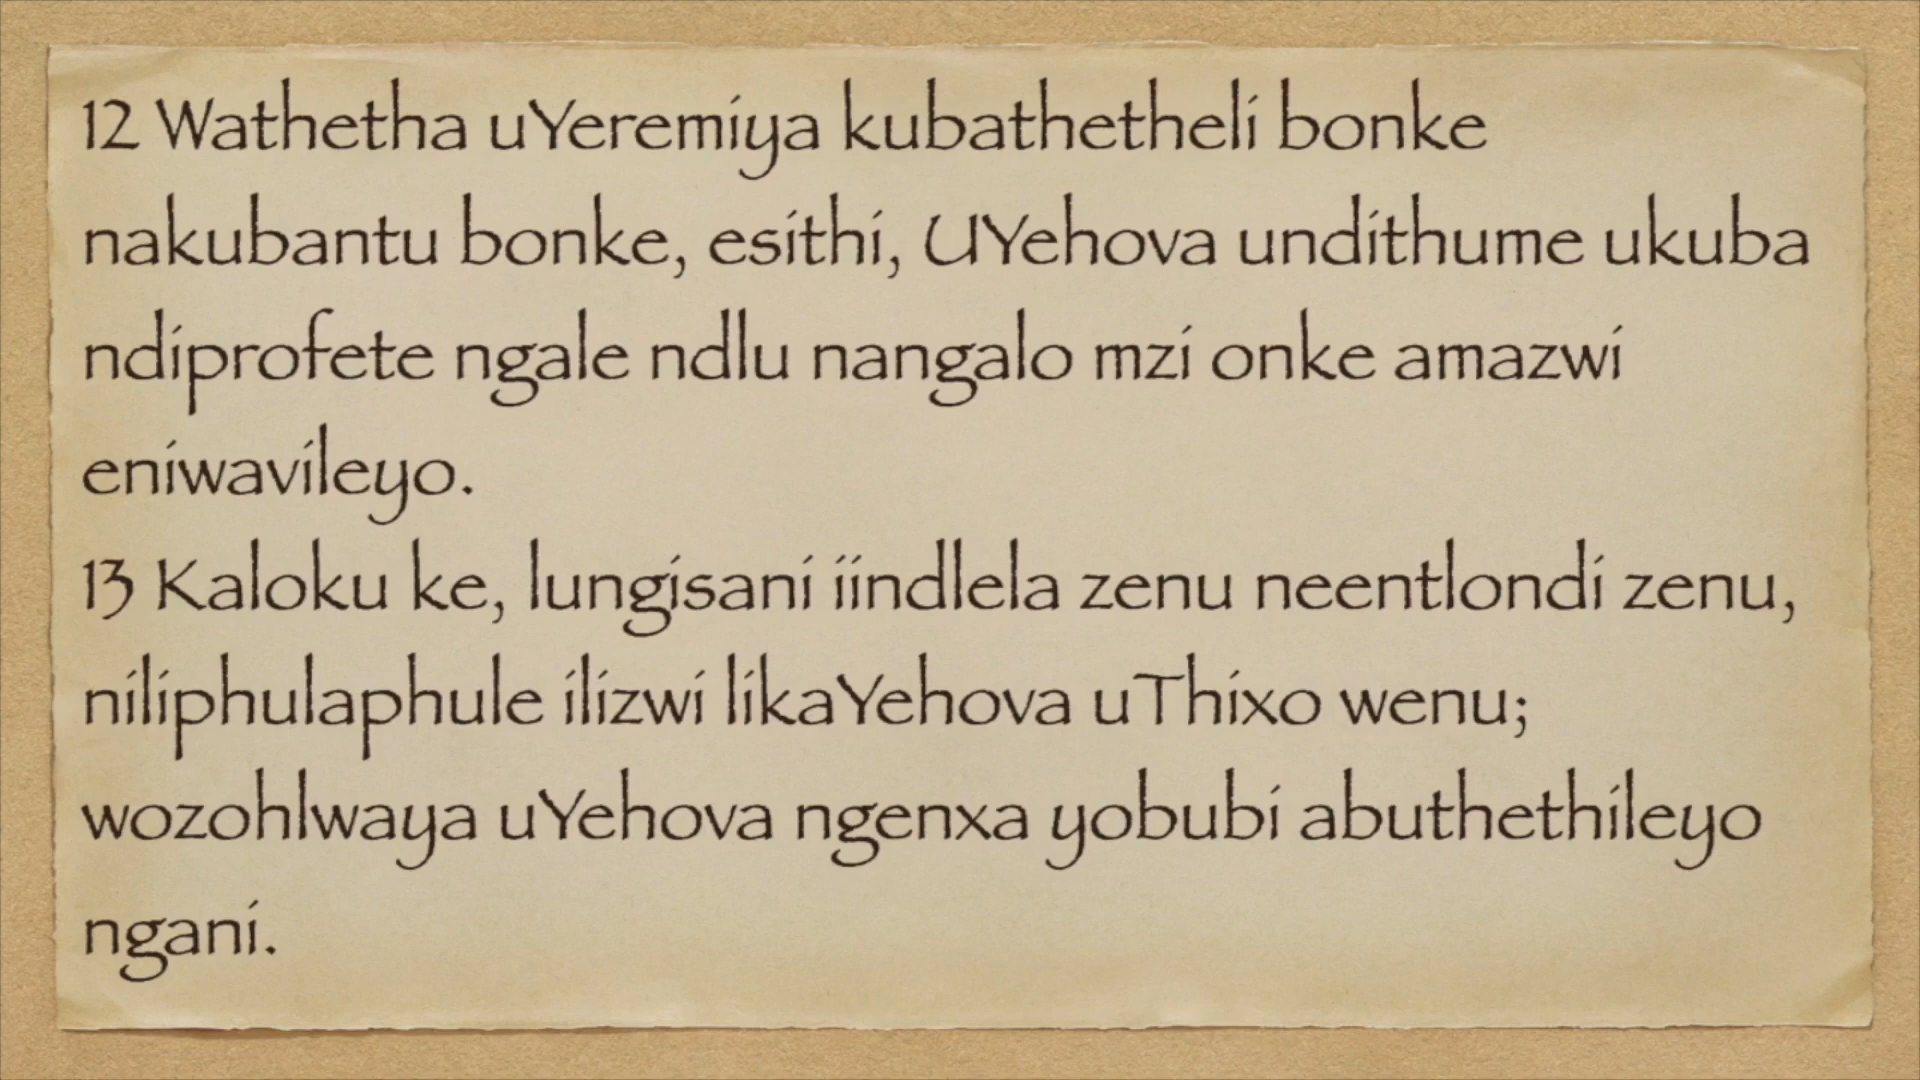 12 Wathetha uYeremiya kubathetheli bonke
nakubantu bonke, esithi, UYehova undithume ukuba
ndiprofete ngale ndlu nangalo mzi onke amazwi
eniwavileyo.
13 Kaloku ke, lungisani iindlela zenu neentlondi zenu,
niliphulaphule ilizwi likaYehova uThixo wenu;
wozohlwaya uYehova ngenxa yobubi abuthethileyo
ngani.